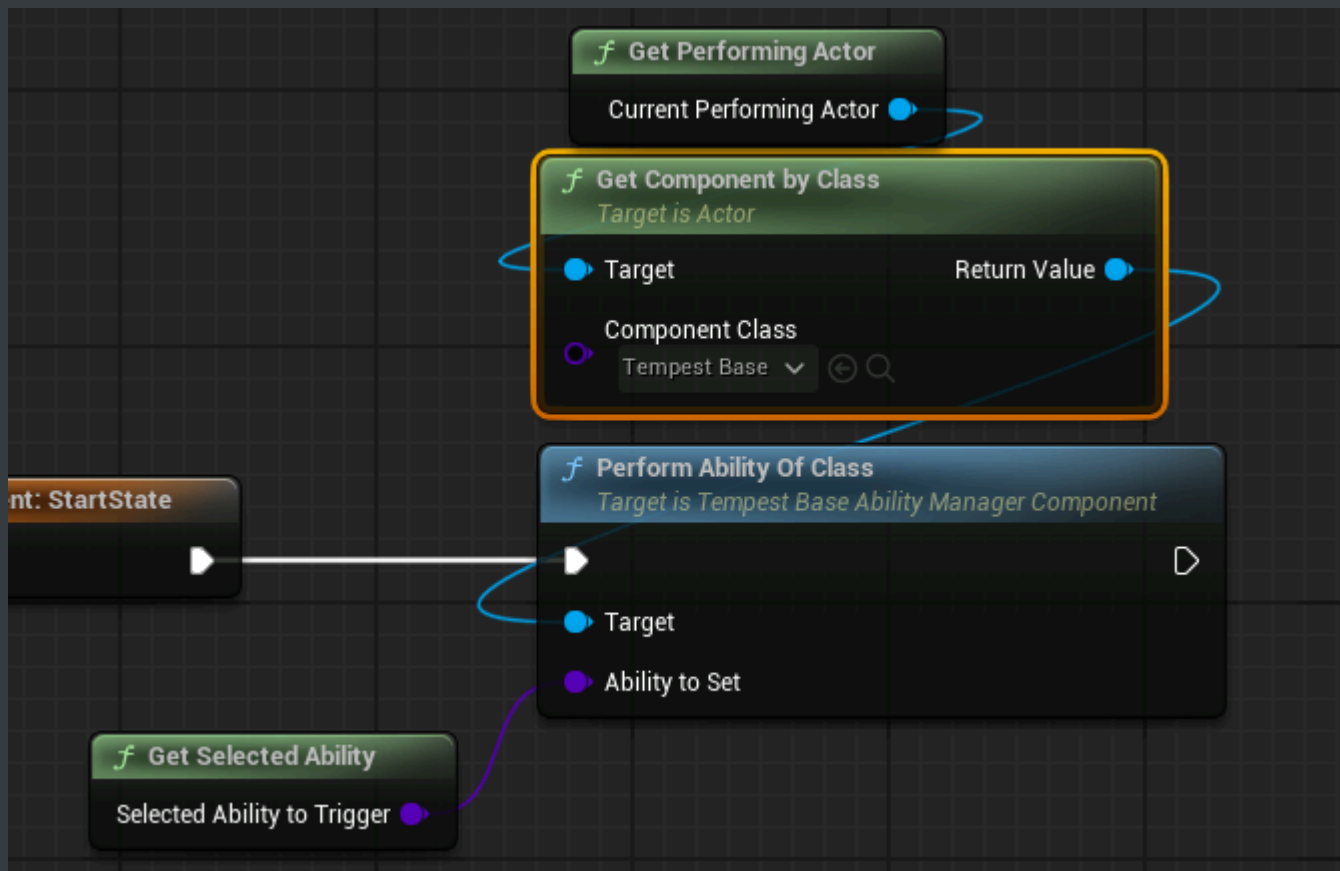 Get Performing Actor
Current Performing Actor
Get Component by Class
Target is Actor
Target
Return Value
Component Class
Tempest Base
nt: StartState
Perform Ability Of Class
Target is Tempest Base Ability Manager Component
Target
Ability to Set
Get Selected Ability
Selected Ability to Trigger